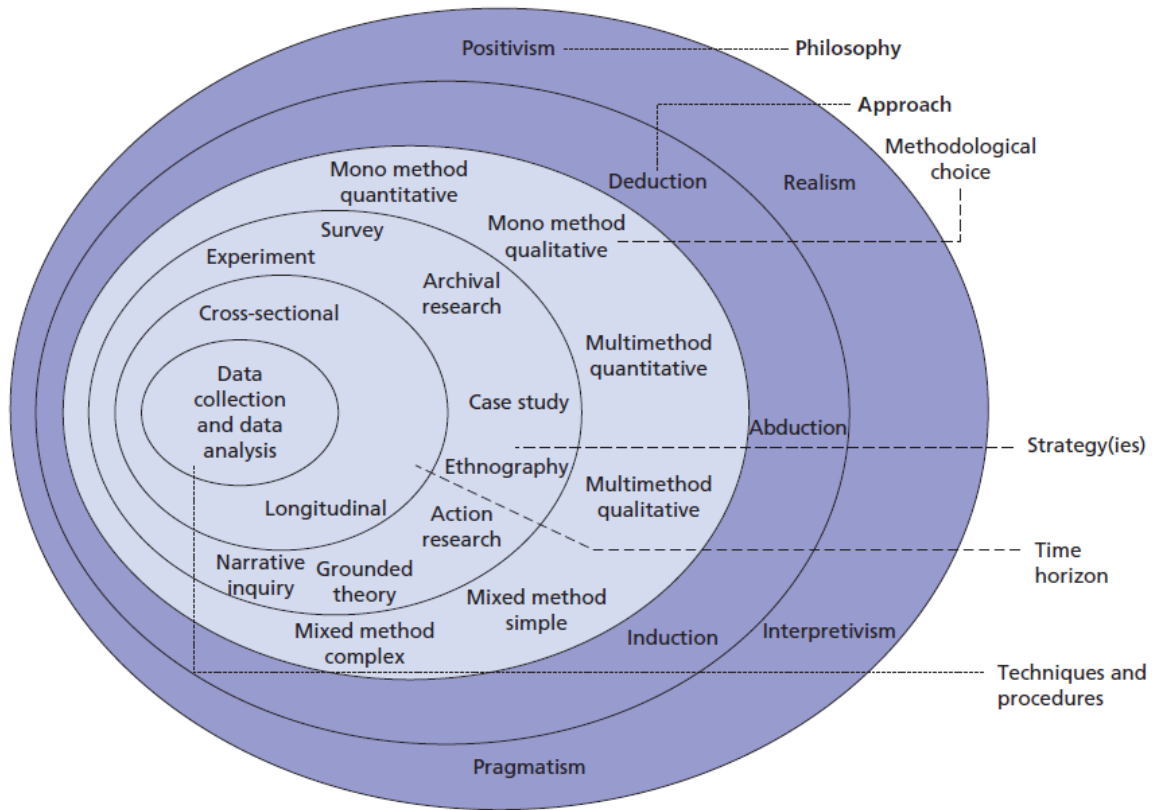 Positivism
Philosophy
Approach
Methodological
choice
Mono method
quantitative
Deduction
Realism
Survey
Mono method
qualitative
Experiment
Archival
research
Cross-sectional
Multimethod
quantitative
Data
collection
and data
analysis
Case study
Abduction
Strategy(ies)
Ethnography
Multimethod
qualitative
Longitudinal
Action
research
Time
horizon
Narrative
inquiry
Grounded
theory
Mixed method
simple
Mixed method
complex
Induction
Interpretivism
Techniques and
procedures
Pragmatism